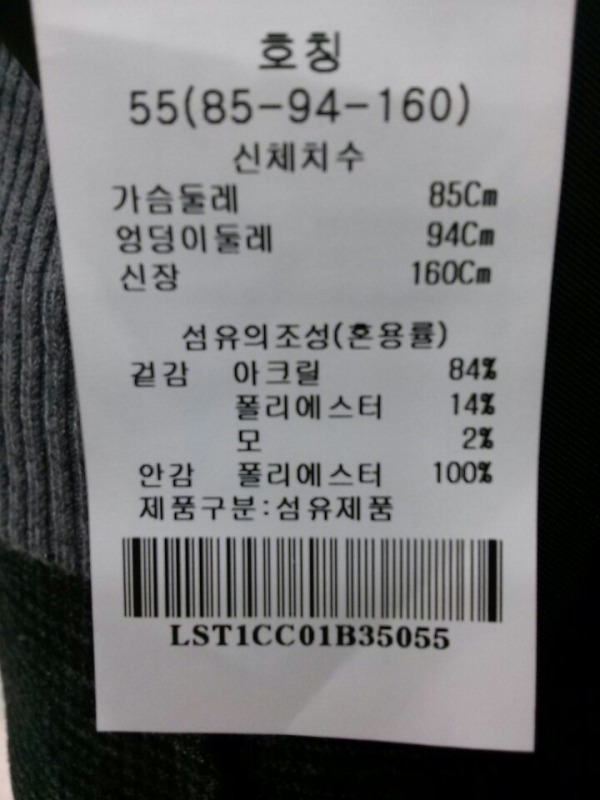 호칭
55(85-94-160)
신체치수
가슴둘레 85Cm
엉덩이둘레 94Cm
신장 160Cm
섬유의조성(혼용률)
겉감 아크릴 84%
폴리에스터 14%
모 2%
안감 폴리에스터 100%
제품구분:섬유제품
LST1CC01B35055